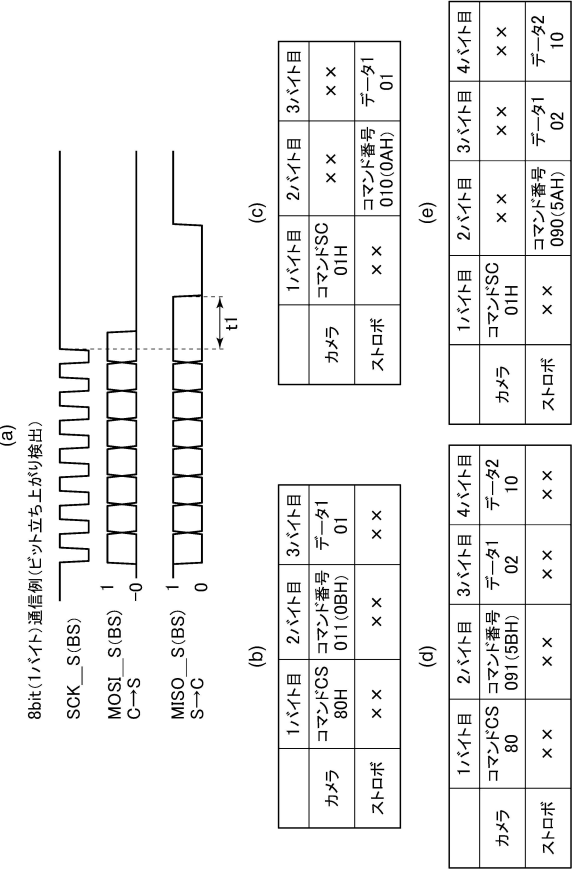 (a)
8bit(1バイト)通信例(ビット立ち上がり検出)
SCK__S(BS)
MOSI__S(BS)
C→S
1
0
MISO__S(BS)
S→C
1
0
t1
(b)
1バイト目 2バイト目 3バイト目
カメラ コマンドCS 80H コマンド番号 011(0BH) データ1 01
ストロボ ×× ×× ××
(c)
1バイト目 2バイト目 3バイト目
カメラ コマンドSC 01H ×× ××
ストロボ ×× コマンド番号 010(0AH) データ1 01
(d)
1バイト目 2バイト目 3バイト目 4バイト目
カメラ コマンドCS 80 コマンド番号 091(5BH) データ1 02 データ2 10
ストロボ ×× ×× ×× ××
(e)
1バイト目 2バイト目 3バイト目 4バイト目
カメラ コマンドSC 01H ×× ×× ××
ストロボ ×× コマンド番号 090(5AH) データ1 02 データ2 10